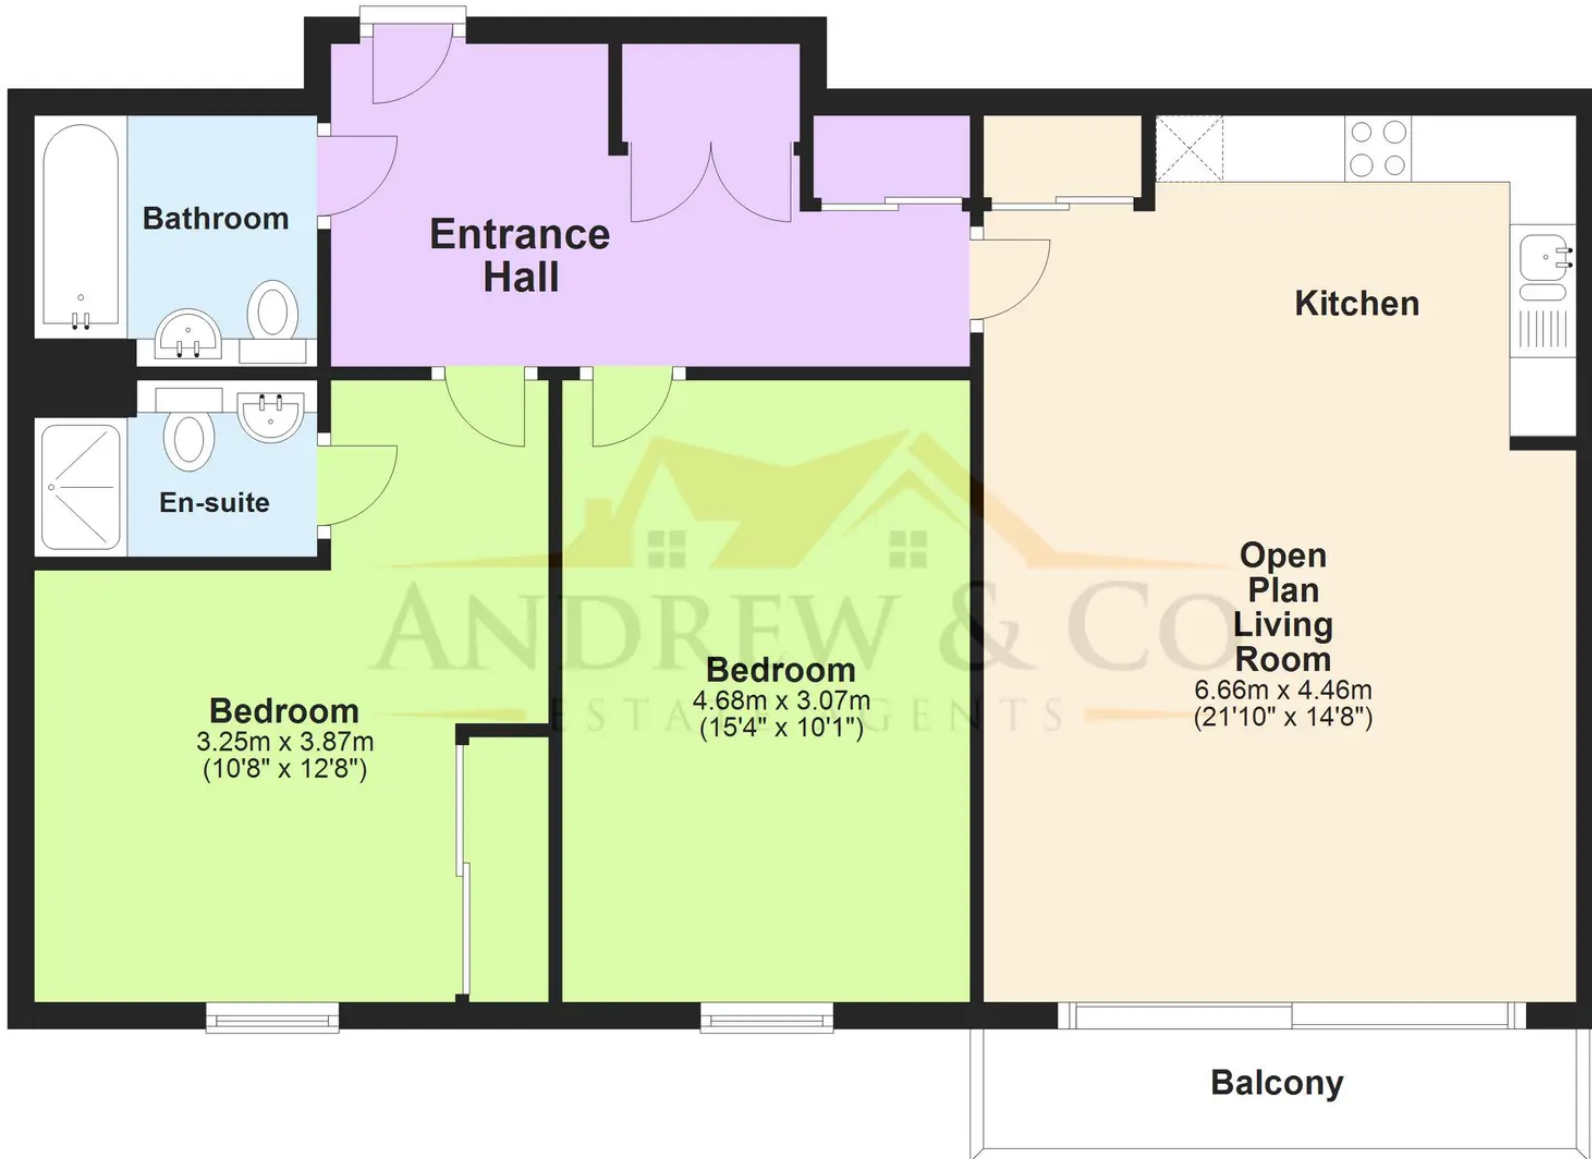 Bathroom
Entrance
Hall
Kitchen
En-suite
Open
Plan
Living
Room
6.66m x 4.46m
(21'10" x 14'8")
Bedroom
4.68m x 3.07m
(15'4" x 10'1")
Bedroom
3.25m x 3.87m
(10'8" x 12'8")
ANDREW & CO
ESTATE AGENTS
Balcony